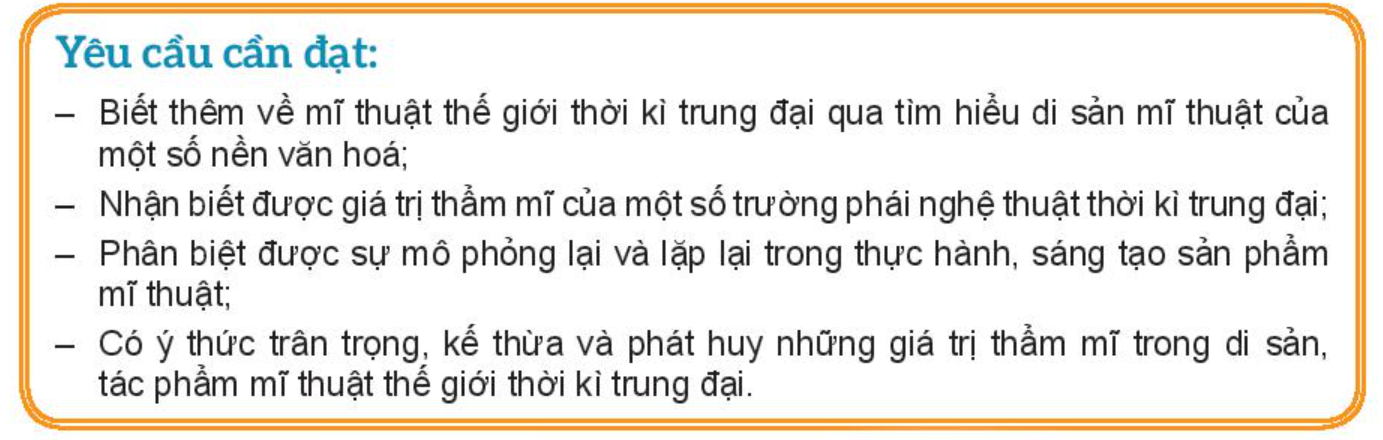 Yêu cầu cần đạt:
– Biết thêm về mĩ thuật thế giới thời kì trung đại qua tìm hiểu di sản mĩ thuật của
một số nền văn hoá;
– Nhận biết được giá trị thẩm mĩ của một số trường phái nghệ thuật thời kì trung đại;
– Phân biệt được sự mô phỏng lại và lặp lại trong thực hành, sáng tạo sản phẩm
mĩ thuật;
– Có ý thức trân trọng, kế thừa và phát huy những giá trị thẩm mĩ trong di sản,
tác phẩm mĩ thuật thế giới thời kì trung đại.